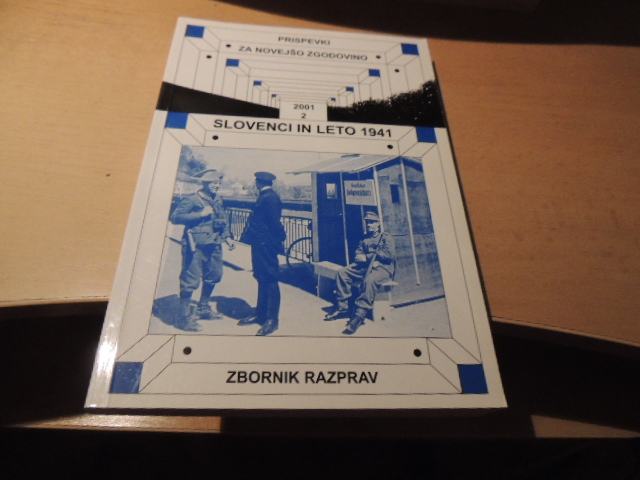 PRISPEVKI
ZA NOVEJŠO ZGODOVINO
2001
2
SLOVENCI IN LETO 1941
ZBORNIK RAZPRAV